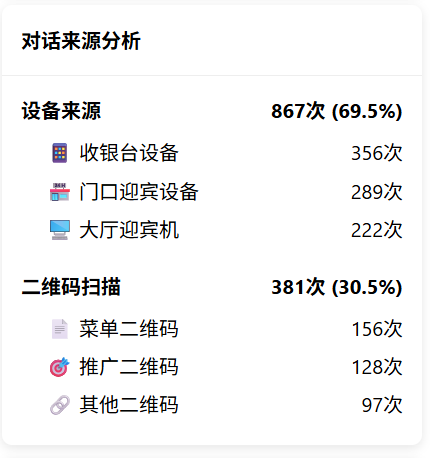 对话来源分析
设备来源 867次 (69.5%)
收银台设备 356次
门口迎宾设备 289次
大厅迎宾机 222次
二维码扫描 381次 (30.5%)
菜单二维码 156次
推广二维码 128次
其他二维码 97次